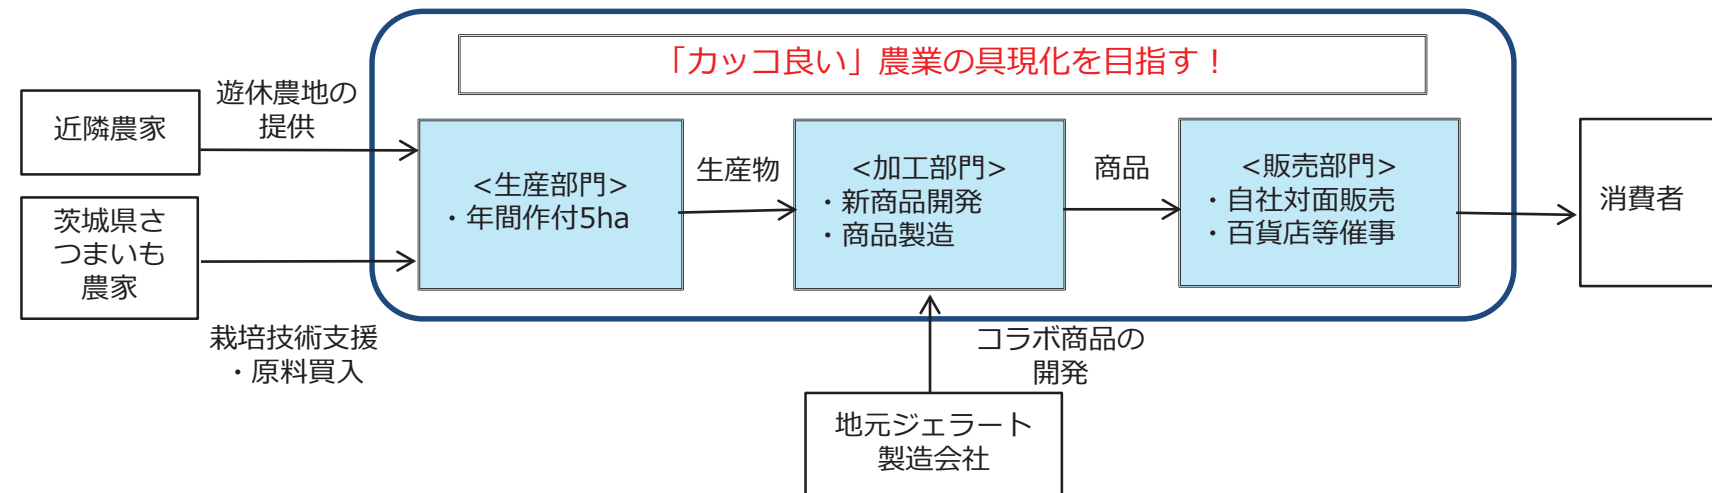 「カッコ良い」農業の具現化を目指す！
近隣農家
遊休農地の
提供
茨城県さ
つまいも
農家
栽培技術支援
・原料買入
<生産部門>
・年間作付5ha
生産物
<加工部門>
・新商品開発
・商品製造
商品
<販売部門>
・自社対面販売
・百貨店等催事
消費者
コラボ商品の
開発
地元ジェラート
製造会社